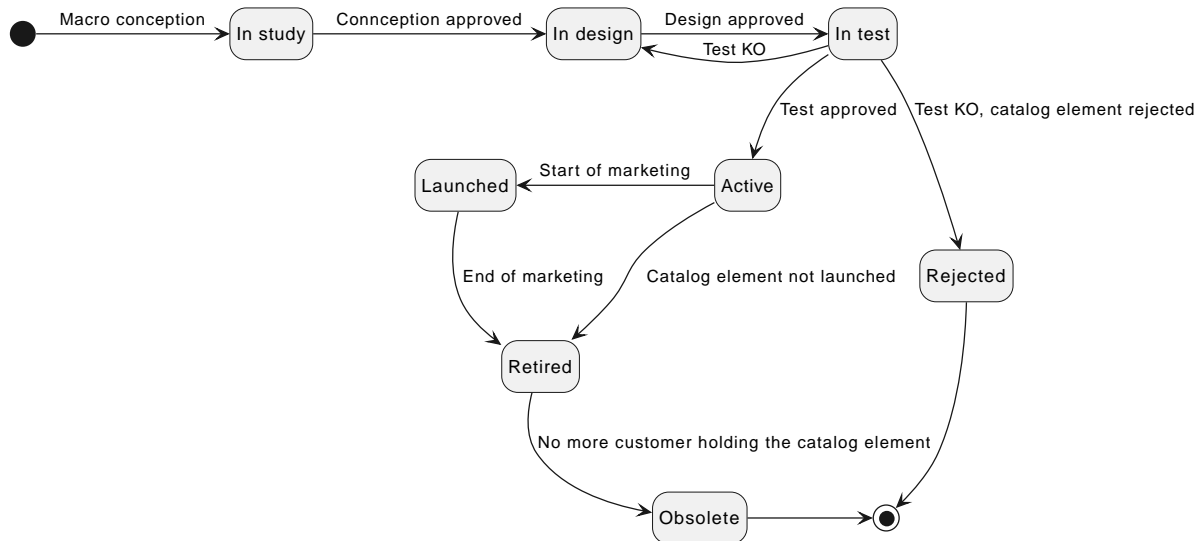 Macro conception
In study
Connception approved
In design
Design approved
In test
Test KO
Test approved
Test KO, catalog element rejected
Launched
Start of marketing
Active
End of marketing
Catalog element not launched
Rejected
Retired
No more customer holding the catalog element
Obsolete